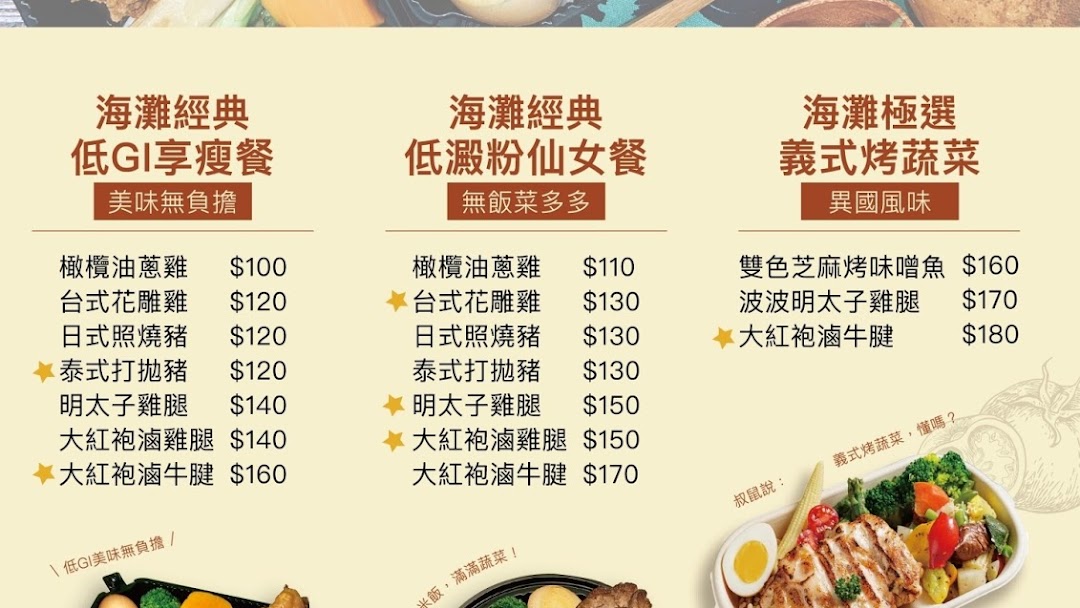 海灘經典
低GI享瘦餐
美味無負擔
橄欖油蔥雞 $100
台式花雕雞 $120
日式照燒豬 $120
泰式打拋豬 $120
明太子雞腿 $140
大紅袍滷雞腿 $140
大紅袍滷牛腱 $160
\ 低GI美味無負擔 /
海灘經典
低澱粉仙女餐
無飯菜多多
橄欖油蔥雞 $110
台式花雕雞 $130
日式照燒豬 $130
泰式打拋豬 $130
明太子雞腿 $150
大紅袍滷雞腿 $150
大紅袍滷牛腱 $170
米飯，滿滿蔬菜！
海灘極選
義式烤蔬菜
異國風味
雙色芝麻烤味噌魚 $160
波波明太子雞腿 $170
大紅袍滷牛腱 $180
叔鼠說：
義式烤蔬菜，懂嗎？